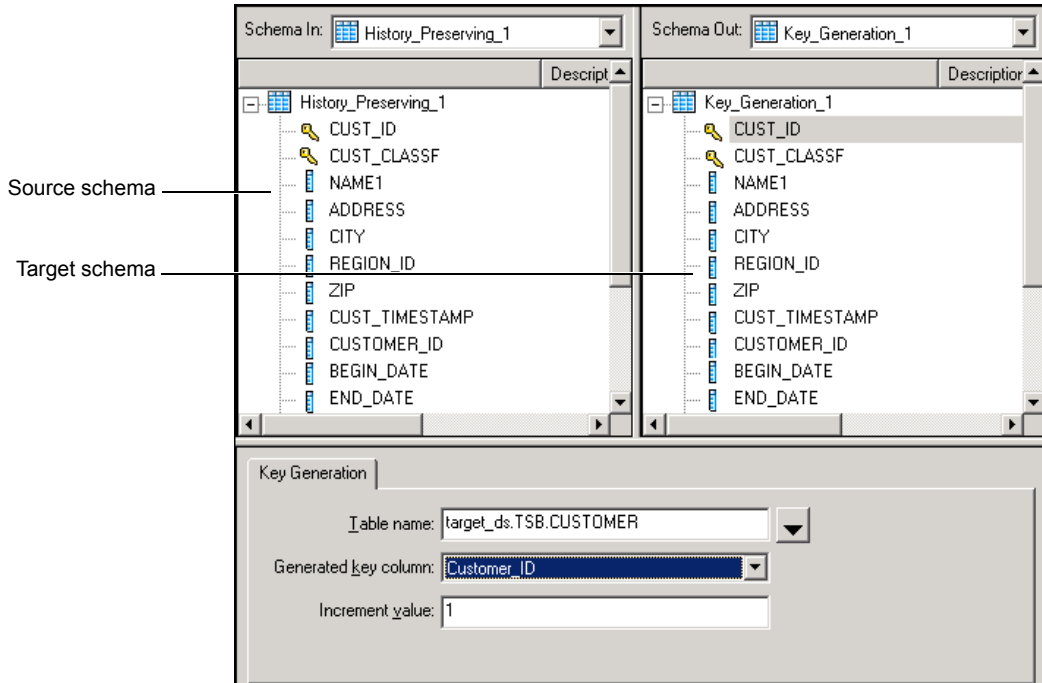 Schema In: History_Preserving_1
Schema Out: Key_Generation_1
Descript
Description
History_Preserving_1
CUST_ID
CUST_CLASSF
NAME1
ADDRESS
CITY
REGION_ID
ZIP
CUST_TIMESTAMP
CUSTOMER_ID
BEGIN_DATE
END_DATE
Key_Generation_1
CUST_ID
CUST_CLASSF
NAME1
ADDRESS
CITY
REGION_ID
ZIP
CUST_TIMESTAMP
CUSTOMER_ID
BEGIN_DATE
END_DATE
Source schema
Target schema
Key Generation
Table name: target_ds.TSB.CUSTOMER
Generated key column: Customer_ID
Increment value: 1